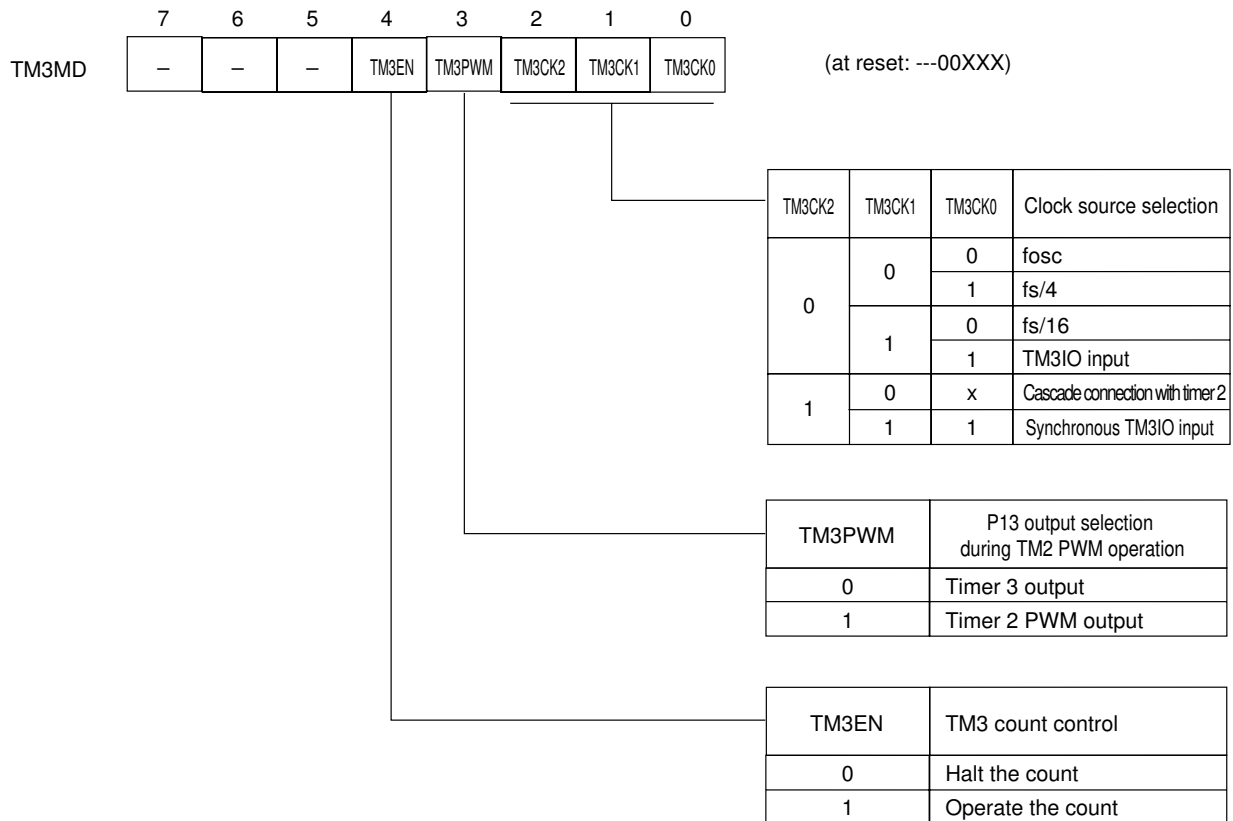 7 6 5 4 3 2 1 0
TM3MD – – – TM3EN TM3PWM TM3CK2 TM3CK1 TM3CK0 (at reset: ---00XXX)
TM3CK2 TM3CK1 TM3CK0 Clock source selection
0 0 0 fosc
1 fs/4
1 0 fs/16
1 TM3IO input
1 0 x Cascade connection with timer 2
1 1 Synchronous TM3IO input
TM3PWM P13 output selection
during TM2 PWM operation
0 Timer 3 output
1 Timer 2 PWM output
TM3EN TM3 count control
0 Halt the count
1 Operate the count